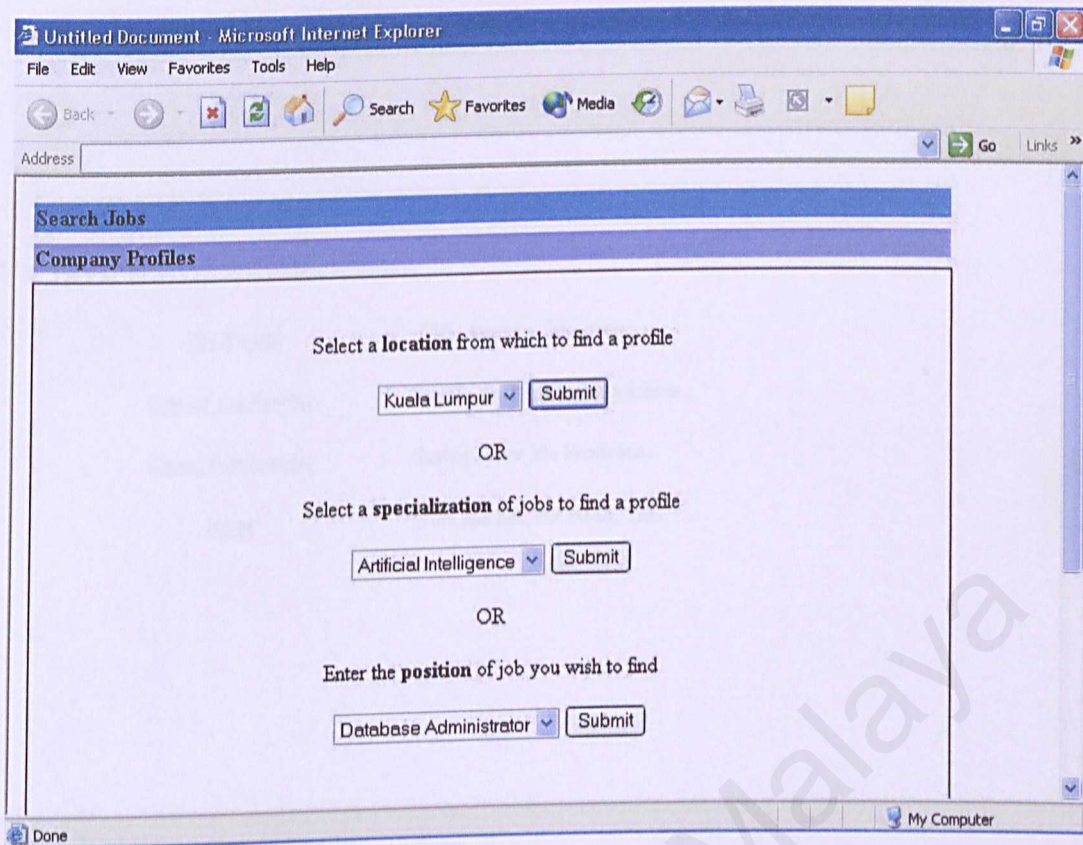 Untitled Document - Microsoft Internet Explorer
File Edit View Favorites Tools Help
Back Search Favorites Media
Address Go Links »
Search Jobs
Company Profiles
Select a location from which to find a profile
Kuala Lumpur Submit
OR
Select a specialization of jobs to find a profile
Artificial Intelligence Submit
OR
Enter the position of job you wish to find
Database Administrator Submit
Done My Computer
Malaya